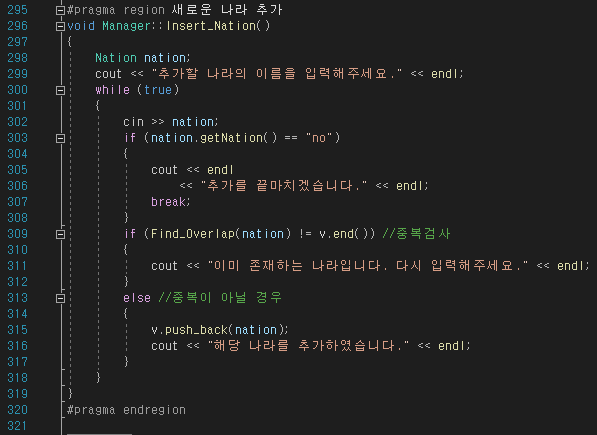 295 #pragma region 새로운 나라 추가
296 void Manager::Insert_Nation()
297 {
298 Nation nation;
299 cout << "추가할 나라의 이름을 입력해주세요." << endl;
300 while (true)
301 {
302 cin >> nation;
303 if (nation.getNation() == "no")
304 {
305 cout << endl
306 << "추가를 끝마치겠습니다." << endl;
307 break;
308 }
309 if (Find_Overlap(nation) != v.end()) //중복검사
310 {
311 cout << "이미 존재하는 나라입니다. 다시 입력해주세요." << endl;
312 }
313 else //중복이 아닐 경우
314 {
315 v.push_back(nation);
316 cout << "해당 나라를 추가하였습니다." << endl;
317 }
318 }
319 }
320 #pragma endregion
321